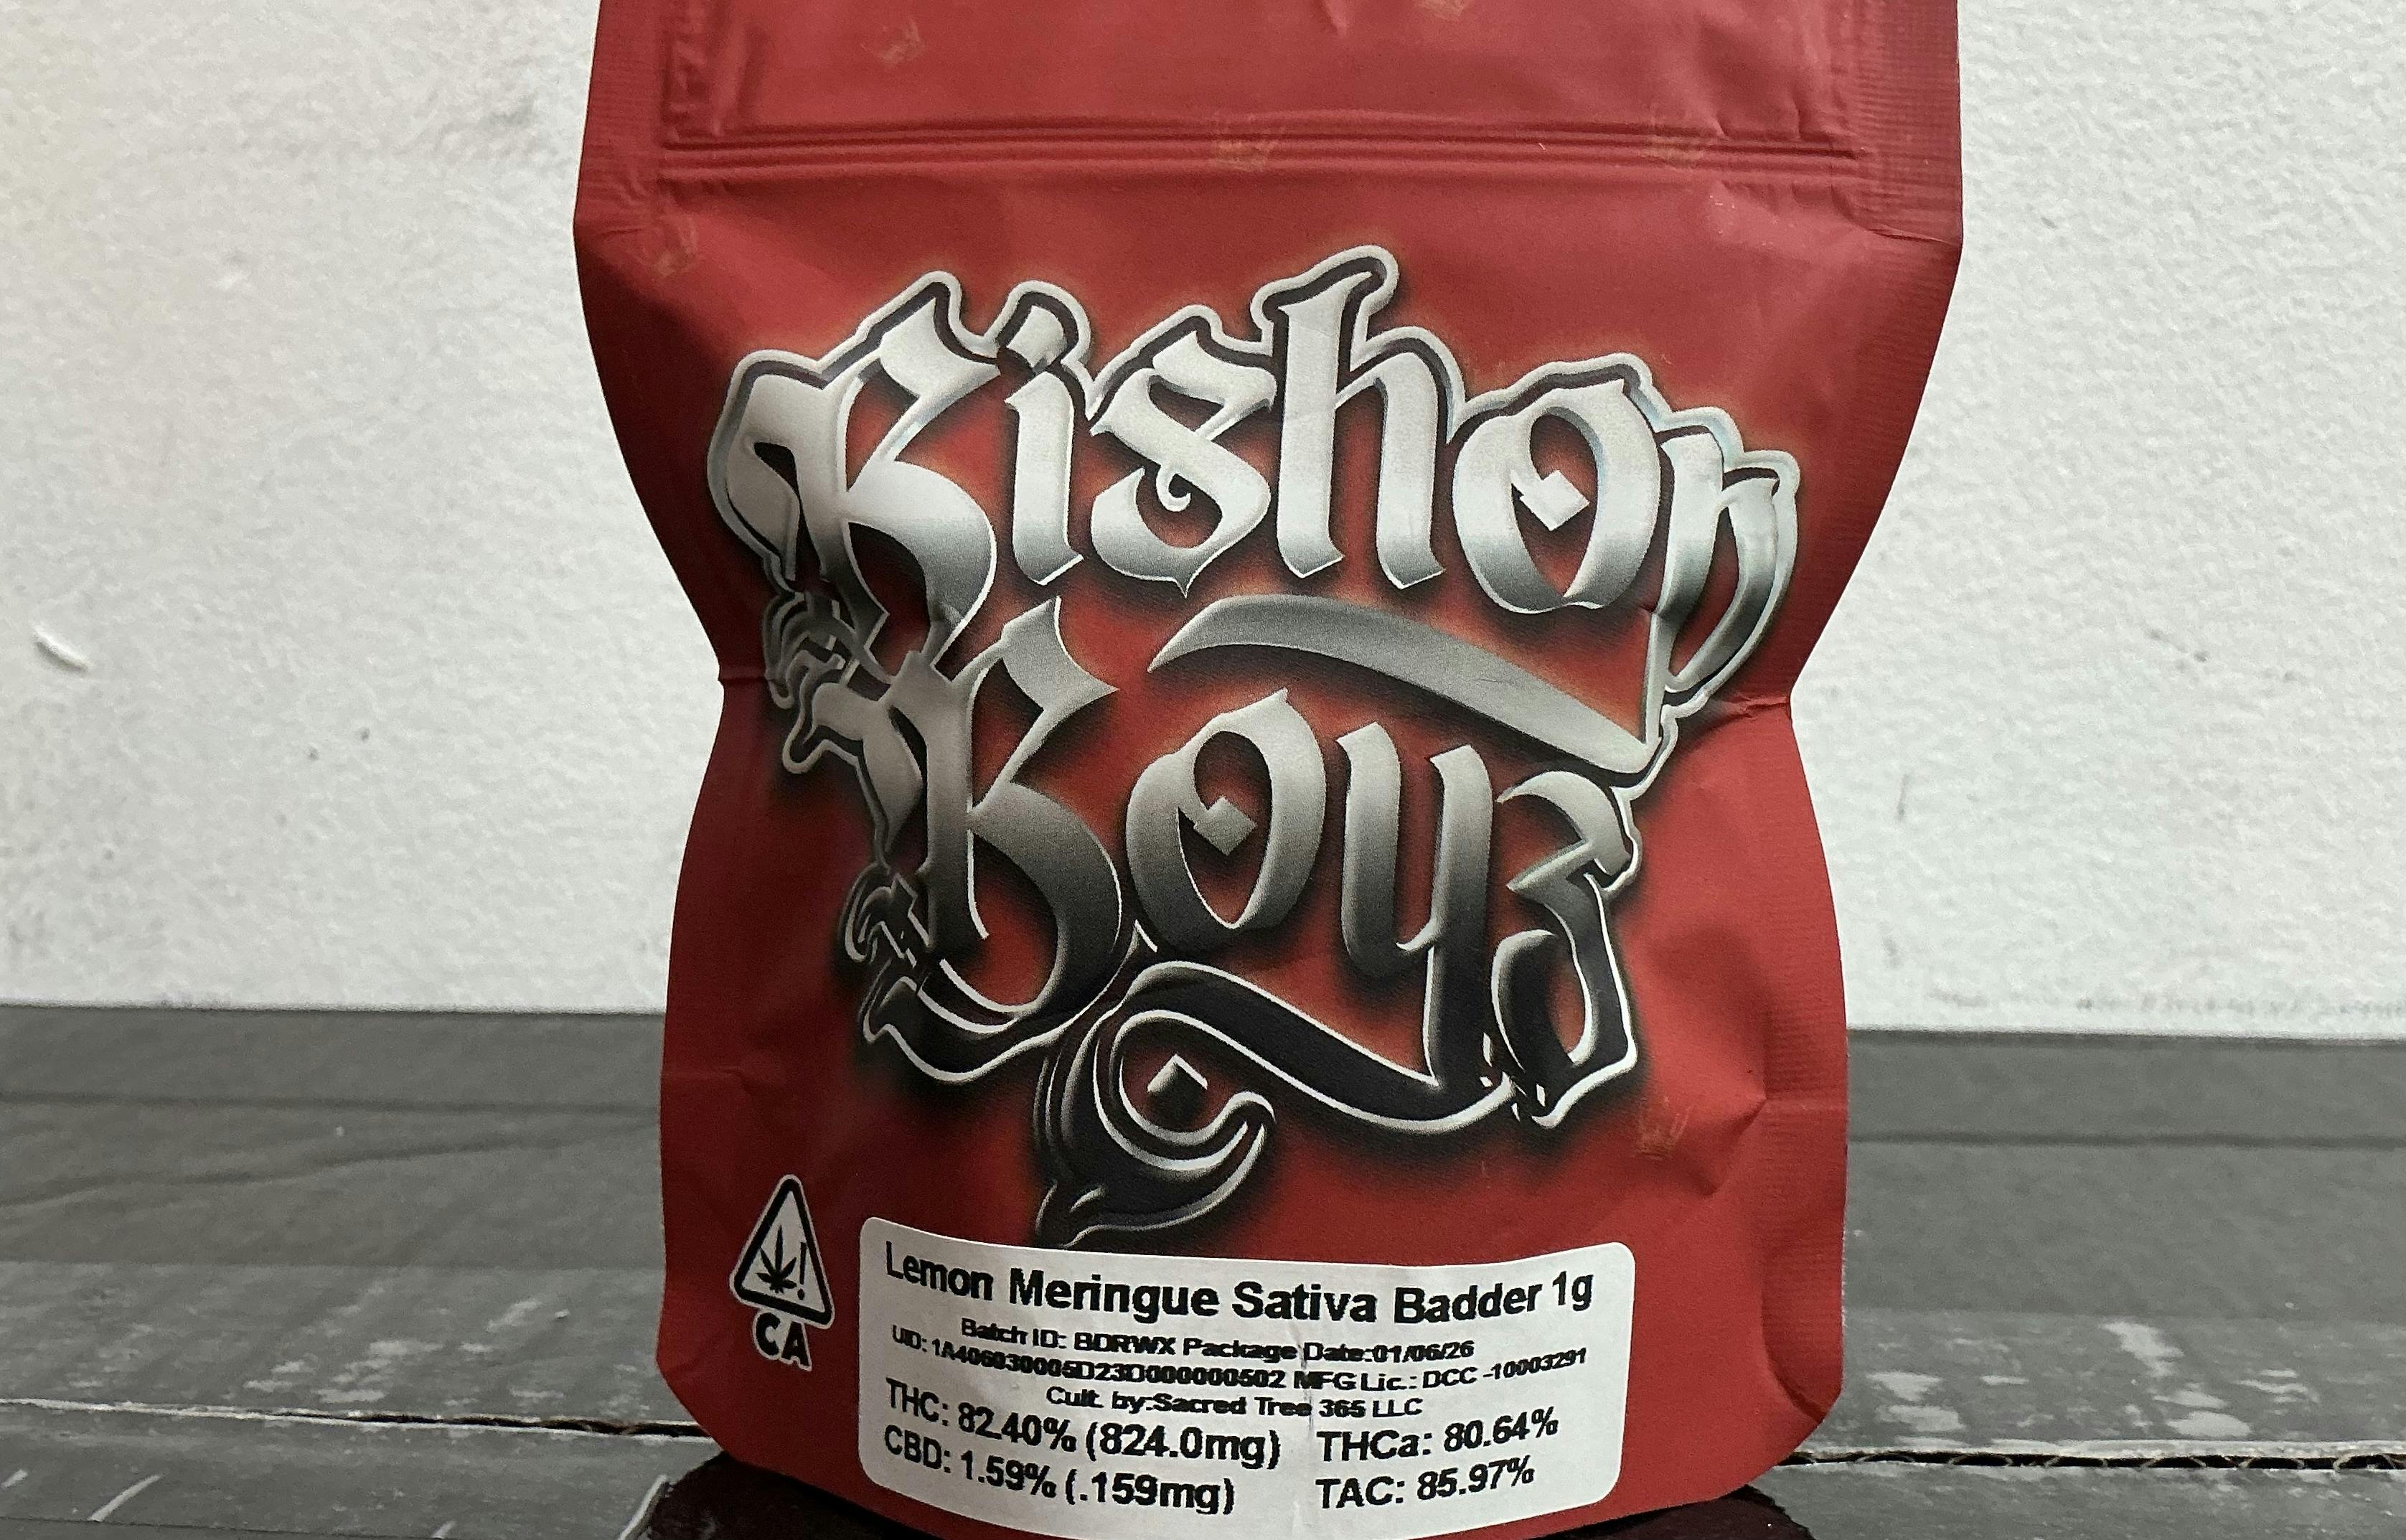 Kishon
Boyz
CA
Lemon Meringue Sativa Badder 1g
Batch ID: BDRWX Package Date:01/06/26
UID: 1A406030005D23D000000502 MFG Lic.: DCC -10003291
Cult. by:Sacred Tree 365 LLC
THC: 82.40% (824.0mg) THCa: 80.64%
CBD: 1.59% (.159mg) TAC: 85.97%